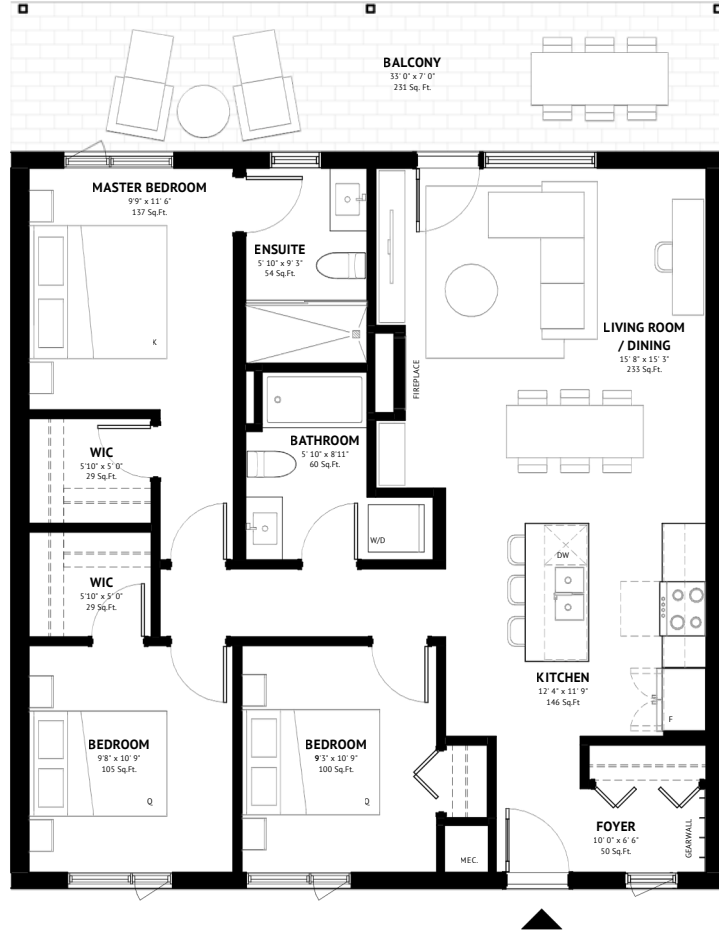 BALCONY
33' 0" x 7' 0"
231 Sq. Ft.
MASTER BEDROOM
9'9" x 11' 6"
137 Sq.Ft.
K
ENSUITE
5' 10" x 9' 3"
54 Sq.Ft.
LIVING ROOM
/ DINING
15' 8" x 15' 3"
233 Sq.Ft.
FIREPLACE
WIC
5'10" x 5' 0"
29 Sq.Ft.
BATHROOM
5' 10" x 8'11"
60 Sq.Ft.
W/D
DW
WIC
5'10" x 5' 0"
29 Sq.Ft.
KITCHEN
12' 4" x 11' 9"
146 Sq.Ft
F
BEDROOM
9'8" x 10' 9"
105 Sq.Ft.
Q
BEDROOM
9'3" x 10' 9"
100 Sq.Ft.
D
FOYER
10' 0" x 6' 6"
50 Sq.Ft.
GEARWALL
MEC.